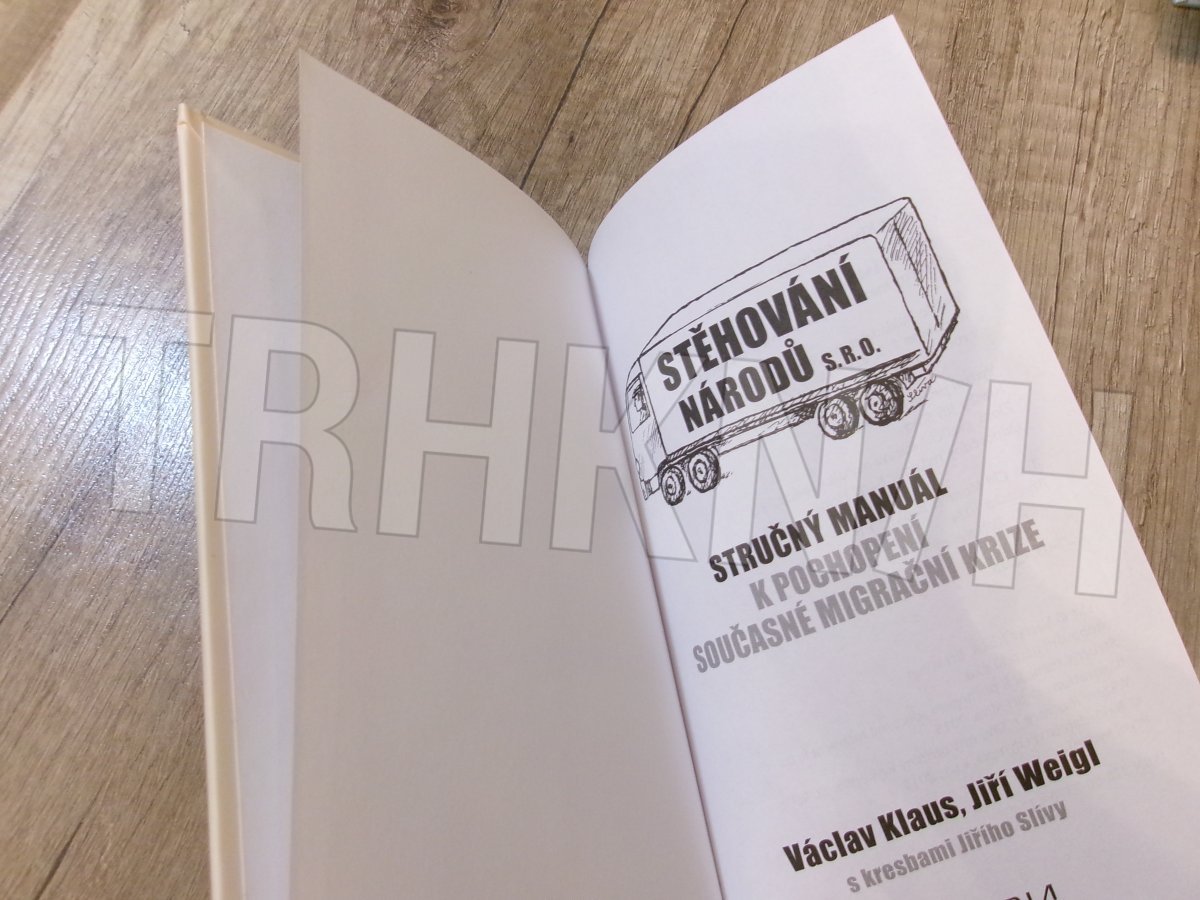 STĚHOVÁNÍ
NÁRODŮ S.R.O.
STRUČNÝ MANUÁL
K POCHOPENÍ
SOUČASNÉ MIGRAČNÍ KRIZE
Václav Klaus, Jiří Weigl
s kresbami Jiřího Slívy
TRHKNIH